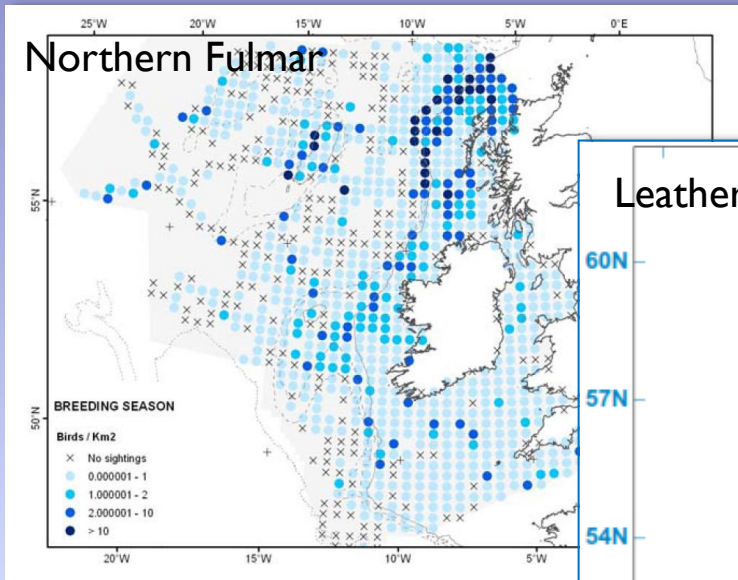 25°W 20°W 15°W 10°W 5°W 0°E
Northern Fulmar
55°N
50°N
BREEDING SEASON
Birds / Km2
No sightings
0.000001 - 1
1.000001 - 2
2.000001 - 10
> 10
20°W 15°W 10°W 5°W
Leather
60N
57N
54N